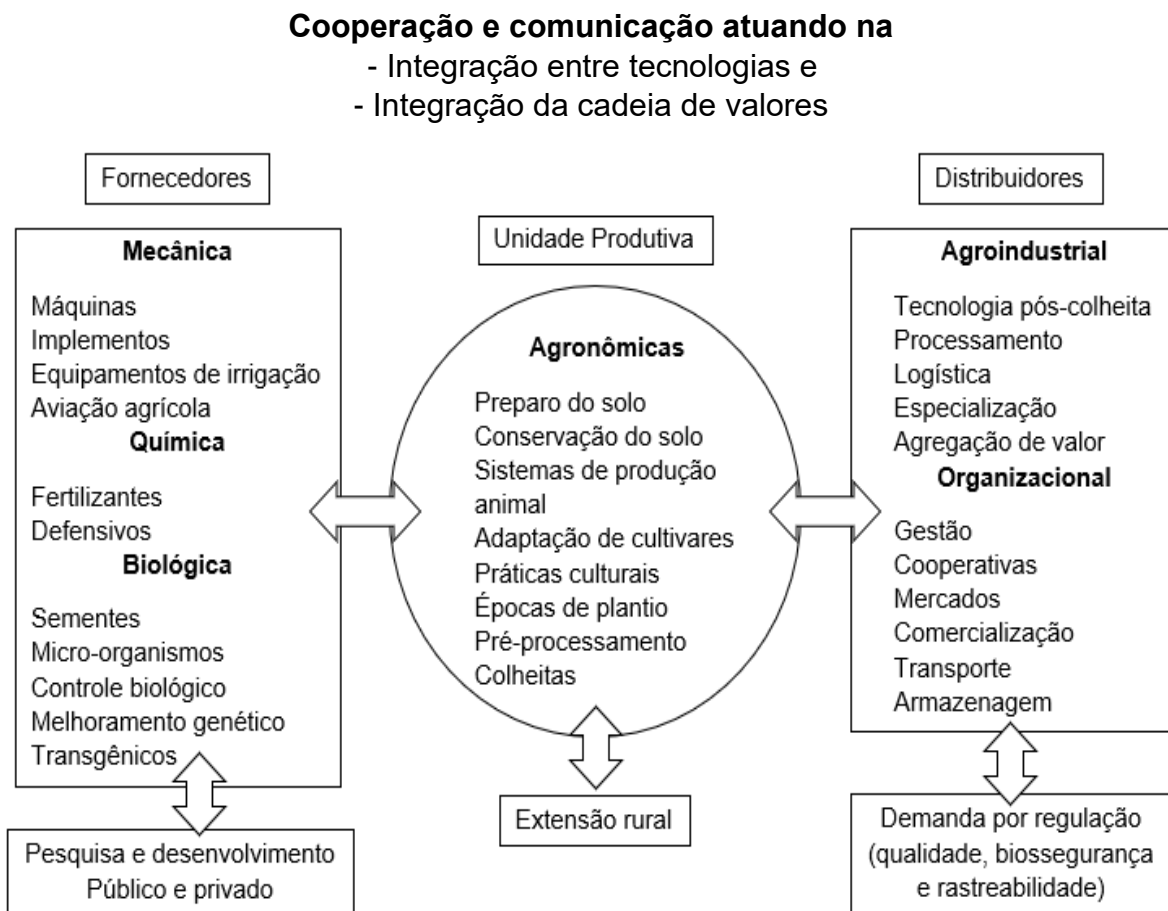 Cooperação e comunicação atuando na
- Integração entre tecnologias e
- Integração da cadeia de valores
Fornecedores
Mecânica
Máquinas
Implementos
Equipamentos de irrigação
Aviação agrícola
Química
Fertilizantes
Defensivos
Biológica
Sementes
Micro-organismos
Controle biológico
Melhoramento genético
Transgênicos
Pesquisa e desenvolvimento
Público e privado
Unidade Produtiva
Agronômicas
Preparo do solo
Conservação do solo
Sistemas de produção
animal
Adaptação de cultivares
Práticas culturais
Épocas de plantio
Pré-processamento
Colheitas
Extensão rural
Distribuidores
Agroindustrial
Tecnologia pós-colheita
Processamento
Logística
Especialização
Agregação de valor
Organizacional
Gestão
Cooperativas
Mercados
Comercialização
Transporte
Armazenagem
Demanda por regulação
(qualidade, biossegurança
e rastreabilidade)